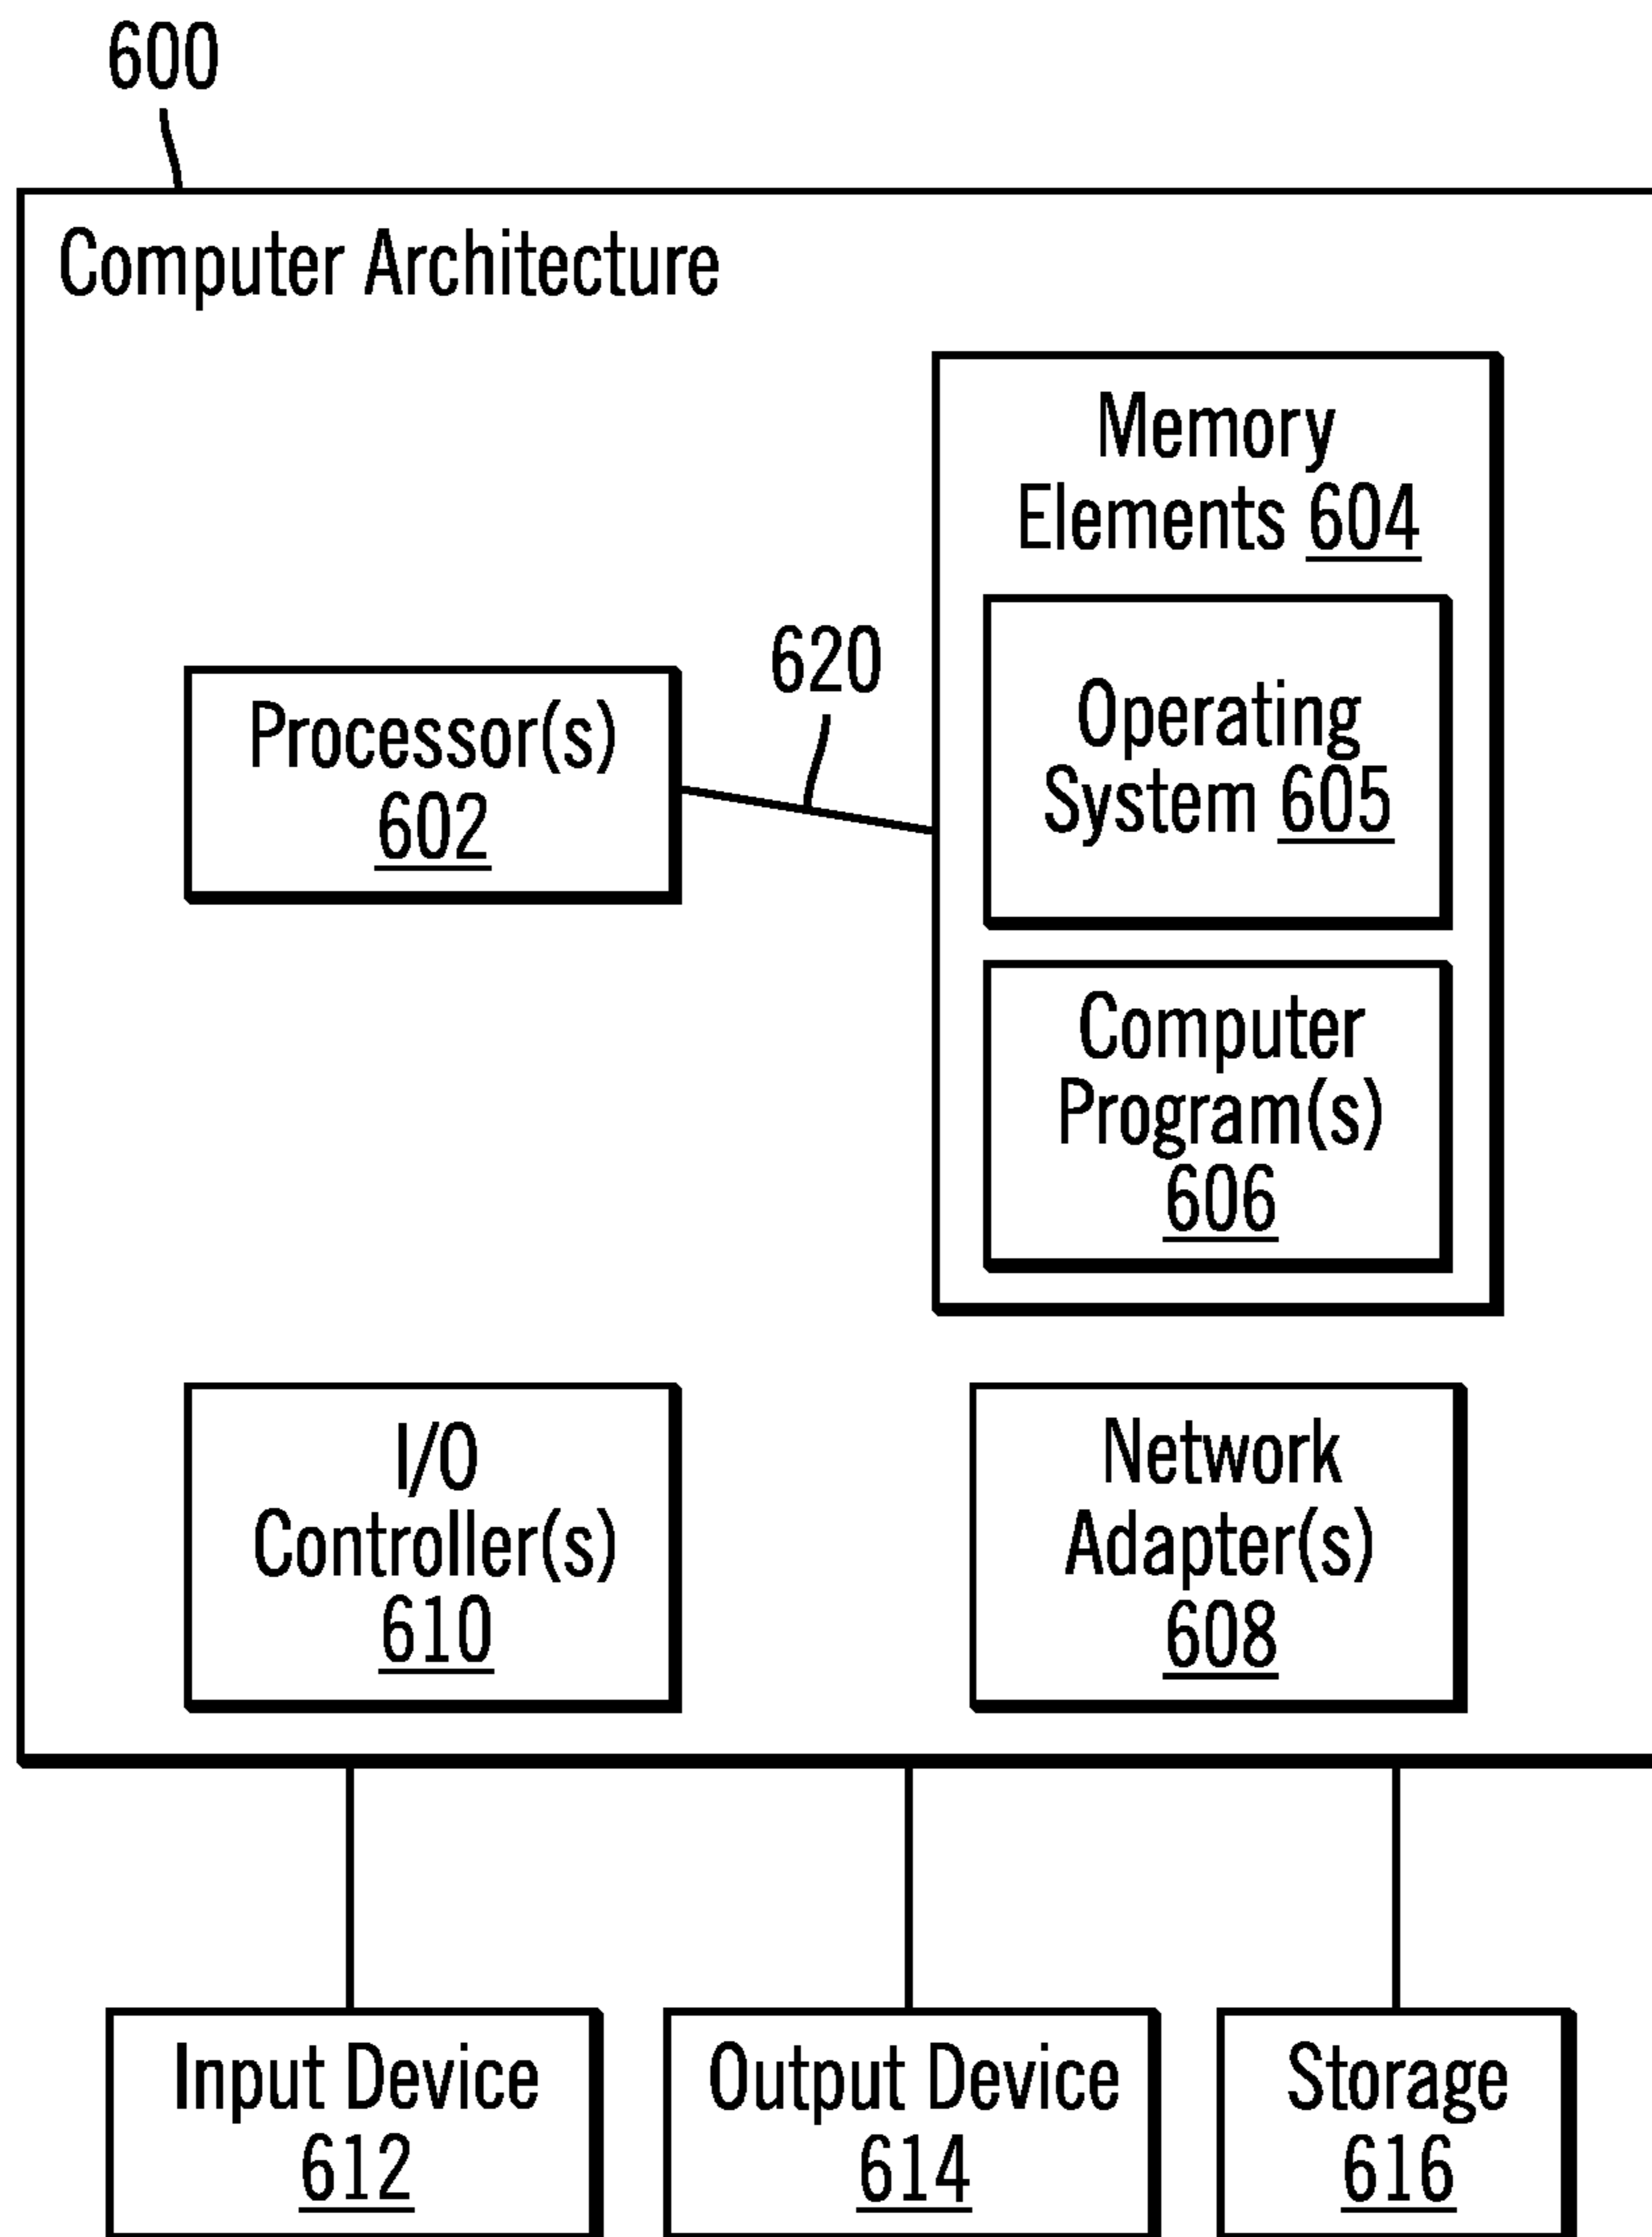 600
Computer Architecture
Memory
Elements 604
620
Processor(s)
602
Operating
System 605
Computer
Program(s)
606
I/O
Controller(s)
610
Network
Adapter(s)
608
Input Device
612
Output Device
614
Storage
616